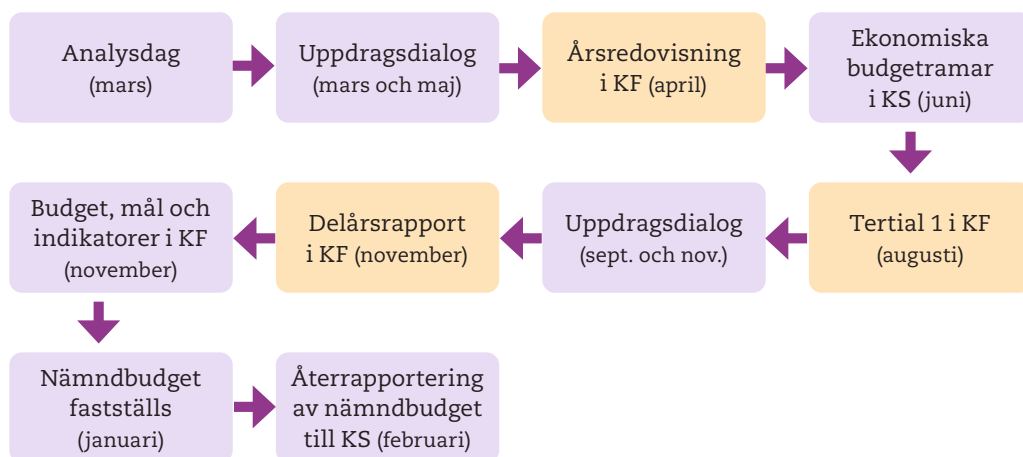 Analysdag
(mars)
Uppdragsdialog
(mars och maj)
Årsredovisning
i KF (april)
Ekonomiska
budgetramar
i KS (juni)
Tertial 1 i KF
(augusti)
Uppdragsdialog
(sept. och nov.)
Delårsrapport
i KF (november)
Budget, mål och
indikatorer i KF
(november)
Nämndbudget
fastställs
(januari)
Återrapportering
av nämndbudget
till KS (februari)